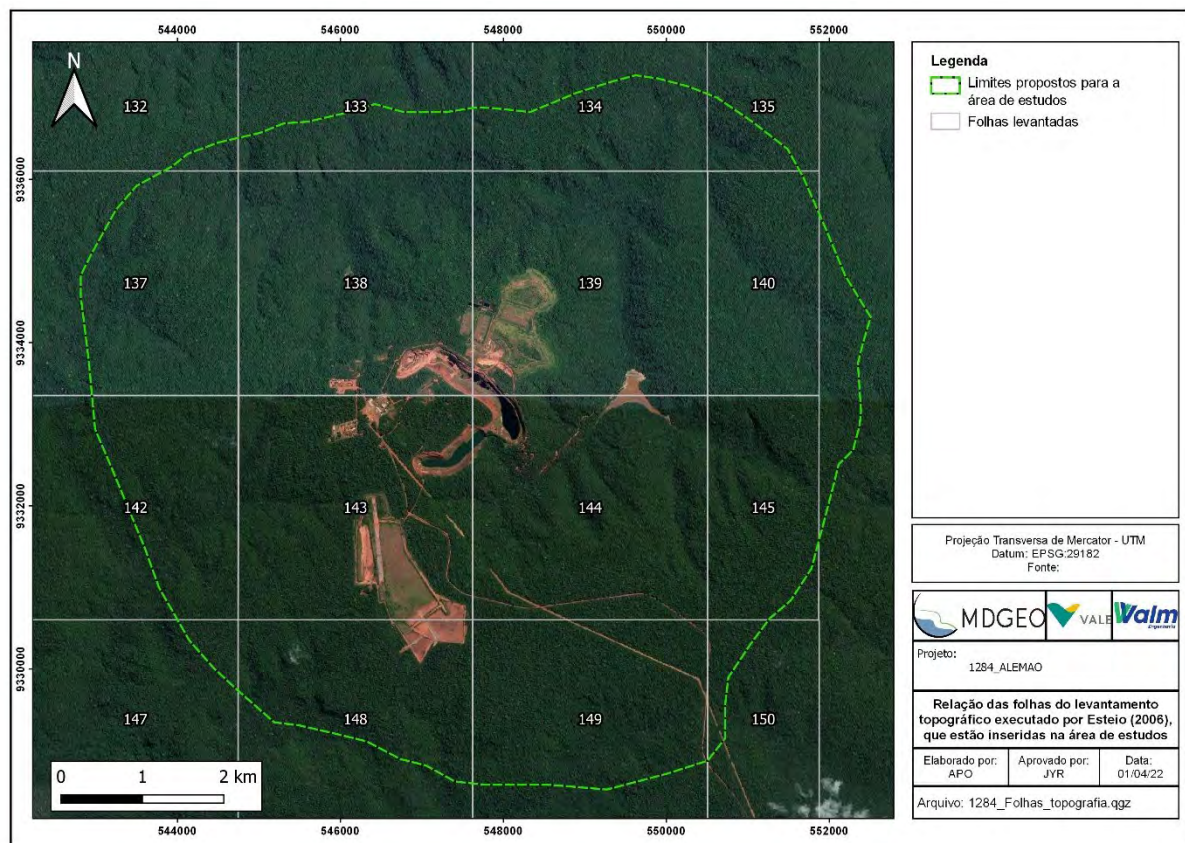 544000 546000 548000 550000 552000
N
132 133 134 135
9336000
137 138 139 140
9334000
142 143 144 145
9332000
9330000
147 148 149 150
0 1 2 km
544000 546000 548000 550000 552000
Legenda
Limites propostos para a
área de estudos
Folhas levantadas
Projeção Transversa de Mercator - UTM
Datum: EPSG:29182
Fonte:
MDGEO VALE Walm
Engenharia
Projeto:
1284_ALEMAO
Relação das folhas do levantamento
topográfico executado por Esteio (2006),
que estão inseridas na área de estudos
Elaborado por: Aprovado por: Data:
APO JYR 01/04/22
Arquivo: 1284_Folhas_topografia.qgz